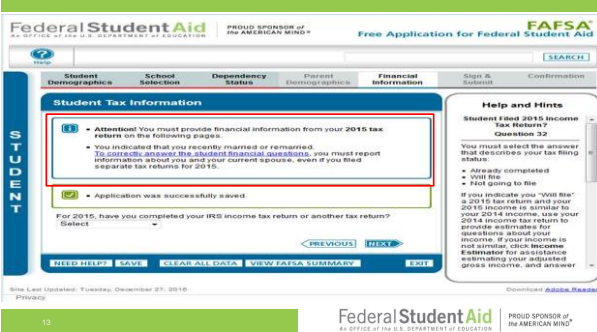 Federal Student Aid
An OFFICE of the U.S. DEPARTMENT of EDUCATION
PROUD SPONSOR of
the AMERICAN MIND®
FAFSA®
Free Application for Federal Student Aid
Help
SEARCH
Student Demographics
School Selection
Dependency Status
Parent Demographics
Financial Information
Sign & Submit
Confirmation
STUDENT
Student Tax Information
• Attention! You must provide financial information from your 2015 tax
return on the following pages.
• You indicated that you recently married or remarried.
To correctly answer the student financial questions, you must report
information about you and your current spouse, even if you filed
separate tax returns for 2015.
• Application was successfully saved.
For 2015, have you completed your IRS income tax return or another tax return?
Select
PREVIOUS
NEXT
NEED HELP?
SAVE
CLEAR ALL DATA
VIEW FAFSA SUMMARY
EXIT
Help and Hints
Student Filed 2015 Income
Tax Return?
Question 32
You must select the answer
that describes your tax filing
status:
• Already completed
• Will file
• Not going to file
If you indicate you "Will file"
a 2015 tax return and your
2015 income is similar to
your 2014 income, use your
2014 income tax return to
provide estimates for
questions about your
income. If your income is
not similar, click Income
Estimator for assistance
estimating your adjusted
gross income, and answer
Site Last Updated: Tuesday, December 27, 2016
Download Adobe Reader
Privacy
13
Federal Student Aid
An OFFICE of the U.S. DEPARTMENT of EDUCATION
PROUD SPONSOR of
the AMERICAN MIND®